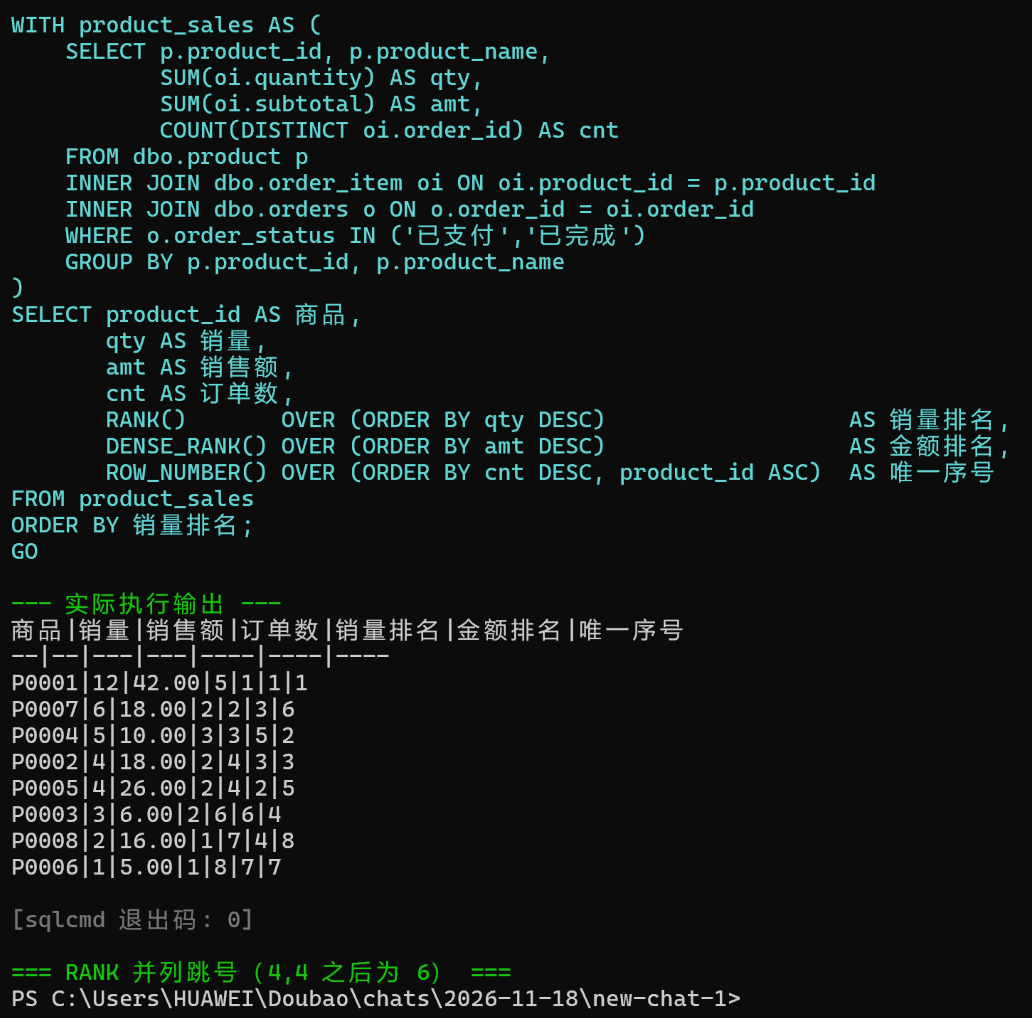 WITH product_sales AS (
    SELECT p.product_id, p.product_name,
           SUM(oi.quantity) AS qty,
           SUM(oi.subtotal) AS amt,
           COUNT(DISTINCT oi.order_id) AS cnt
    FROM dbo.product p
    INNER JOIN dbo.order_item oi ON oi.product_id = p.product_id
    INNER JOIN dbo.orders o ON o.order_id = oi.order_id
    WHERE o.order_status IN ('已支付','已完成')
    GROUP BY p.product_id, p.product_name
)
SELECT product_id AS 商品,
       qty AS 销量,
       amt AS 销售额,
       cnt AS 订单数,
       RANK()       OVER (ORDER BY qty DESC)                  AS 销量排名,
       DENSE_RANK() OVER (ORDER BY amt DESC)                  AS 金额排名,
       ROW_NUMBER() OVER (ORDER BY cnt DESC, product_id ASC)  AS 唯一序号
FROM product_sales
ORDER BY 销量排名;
GO
--- 实际执行输出 ---
商品|销量|销售额|订单数|销量排名|金额排名|唯一序号
--|--|---|---|----|----|----
P0001|12|42.00|5|1|1|1
P0007|6|18.00|2|2|3|6
P0004|5|10.00|3|3|5|2
P0002|4|18.00|2|4|3|3
P0005|4|26.00|2|4|2|5
P0003|3|6.00|2|6|6|4
P0008|2|16.00|1|7|4|8
P0006|1|5.00|1|8|7|7
[sqlcmd 退出码: 0]
=== RANK 并列跳号（4,4 之后为 6） ===
PS C:\Users\HUAWEI\Doubao\chats\2026-11-18\new-chat-1>